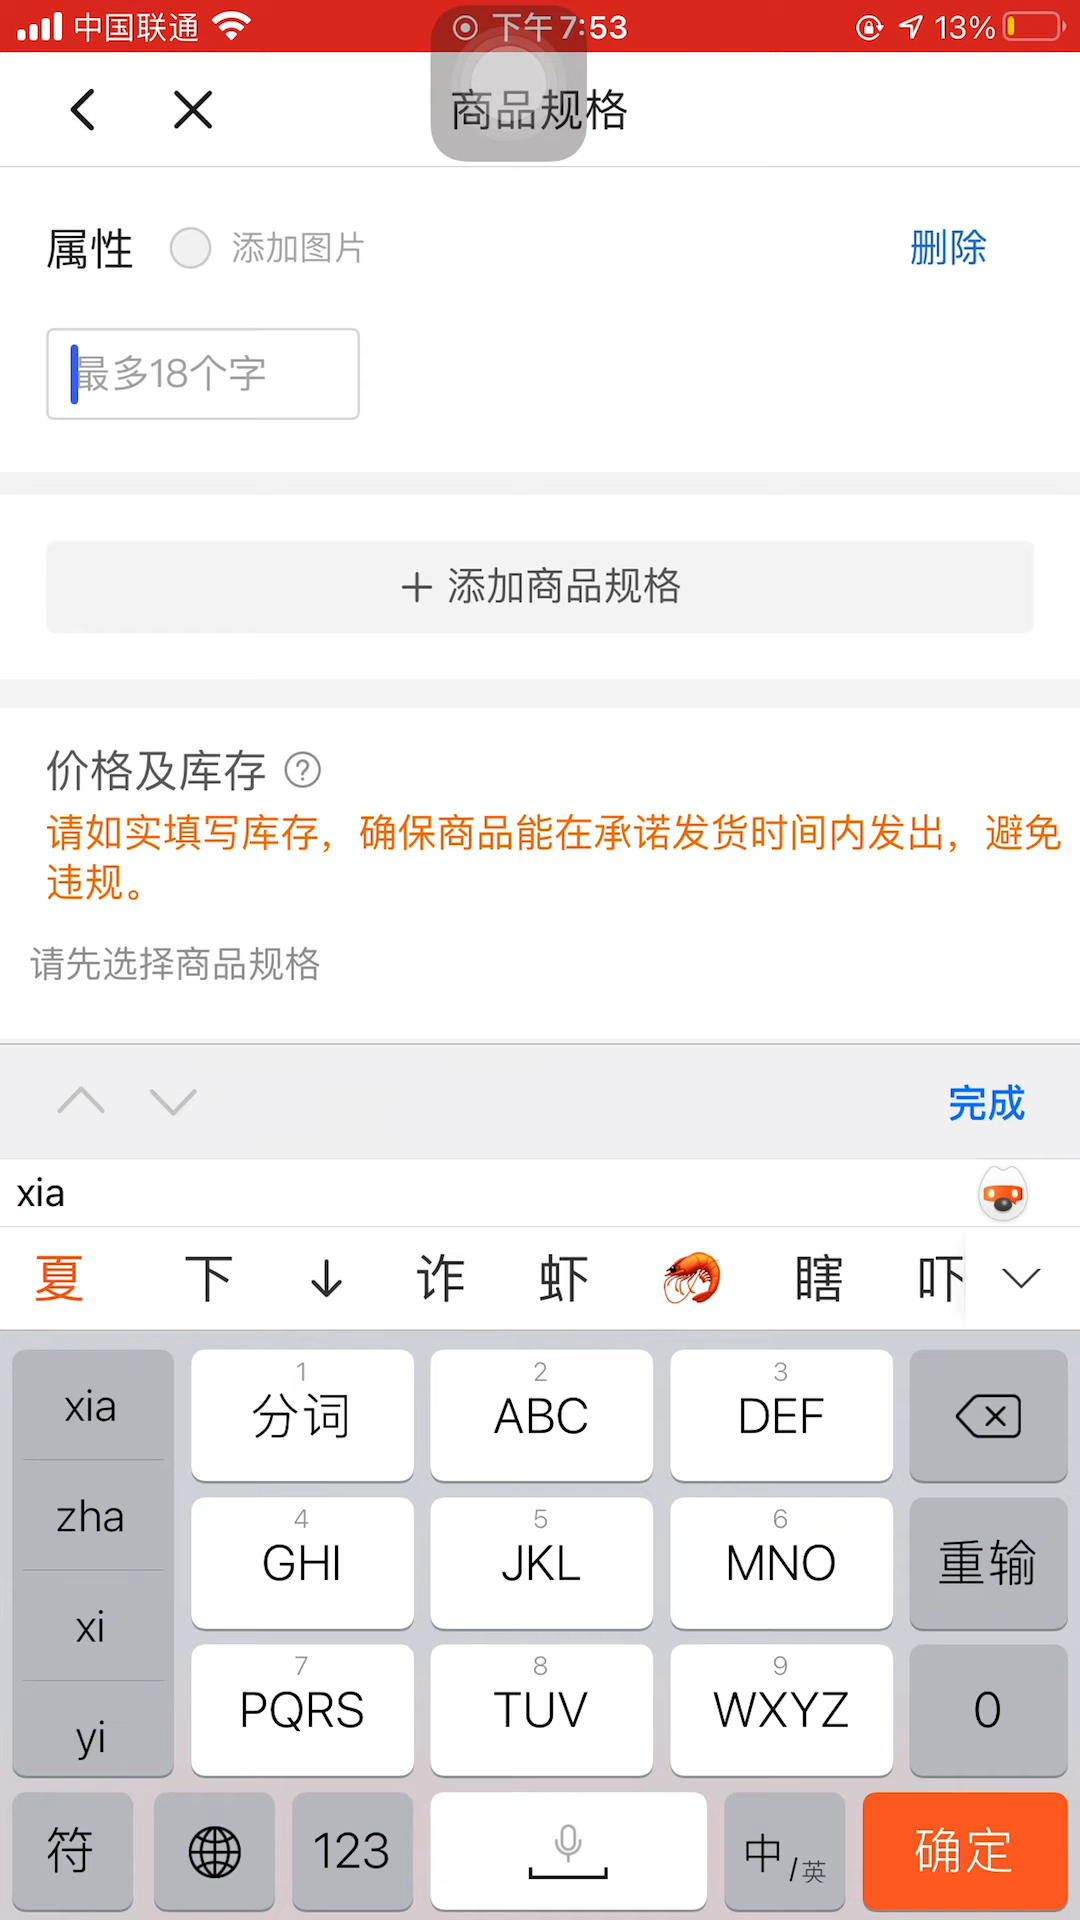 中国联通 下午 7:53 13%
商品规格
属性 添加图片 删除
最多18个字
+ 添加商品规格
价格及库存 ?
请如实填写库存，确保商品能在承诺发货时间内发出，避免
违规。
请先选择商品规格
完成
xia
夏 下 ↓ 诈 虾 🦐 瞎 吓
xia
zha
xi
yi
1 分词
2 ABC
3 DEF
4 GHI
5 JKL
6 MNO
重输
7 PQRS
8 TUV
9 WXYZ
0
符 123 中/英 确定